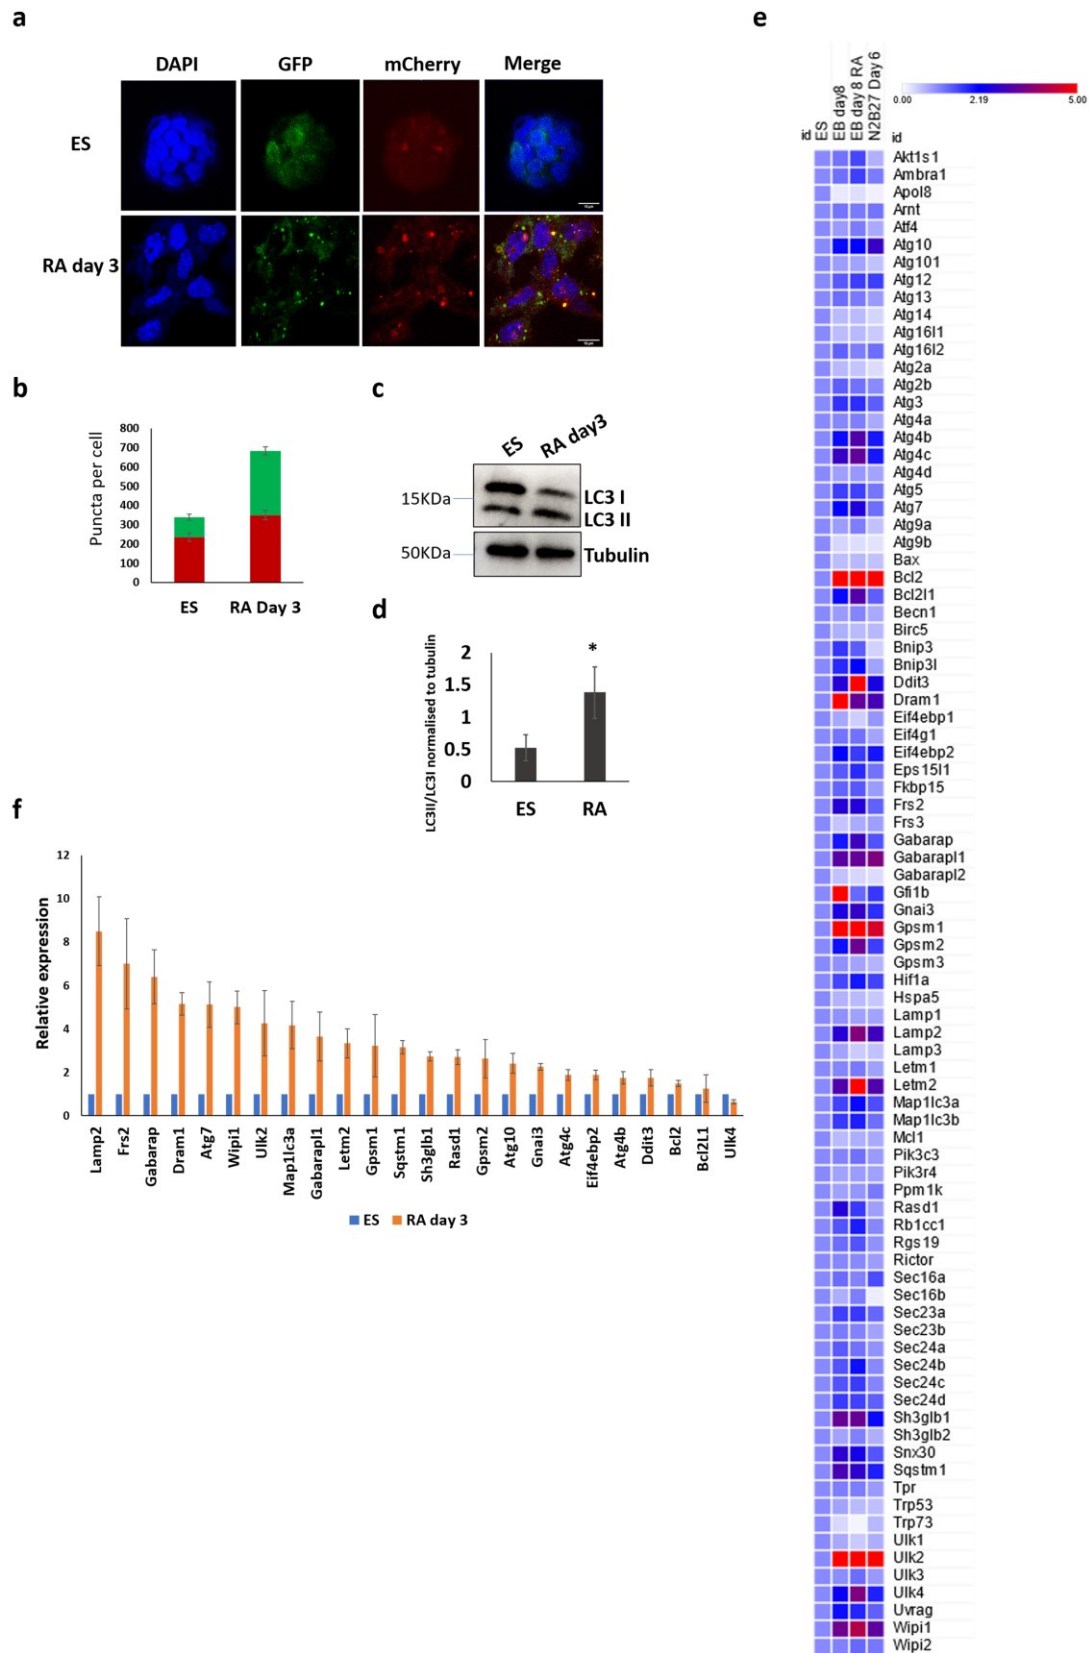 a
DAPI GFP mCherry Merge
ES
RA day 3
b
Puncta per cell
800
700
600
500
400
300
200
100
0
ES RA Day 3
c
ES RA day3
15KDa
LC3 I
LC3 II
50KDa
Tubulin
d
LC3II/LC3I normalised to tubulin
2
1.5
1
0.5
0
*
ES RA
e
id ES EB day8 EB day 8 RA N2B27 Day 6 id
0.00 2.19 5.00
Akt1s1
Ambra1
Apol8
Arnt
Atf4
Atg10
Atg101
Atg12
Atg13
Atg14
Atg16l1
Atg16l2
Atg2a
Atg2b
Atg3
Atg4a
Atg4b
Atg4c
Atg4d
Atg5
Atg7
Atg9a
Atg9b
Bax
Bcl2
Bcl2l1
Becn1
Birc5
Bnip3
Bnip3l
Ddit3
Dram1
Eif4ebp1
Eif4g1
Eif4ebp2
Eps15l1
Fkbp15
Frs2
Frs3
Gabarap
Gabarapl1
Gabarapl2
Gfi1b
Gnai3
Gpsm1
Gpsm2
Gpsm3
Hif1a
Hspa5
Lamp1
Lamp2
Lamp3
Letm1
Letm2
Map1lc3a
Map1lc3b
Mcl1
Pik3c3
Pik3r4
Ppm1k
Rasd1
Rb1cc1
Rgs19
Rictor
Sec16a
Sec16b
Sec23a
Sec23b
Sec24a
Sec24b
Sec24c
Sec24d
Sh3glb1
Sh3glb2
Snx30
Sqstm1
Tpr
Trp53
Trp73
Ulk1
Ulk2
Ulk3
Ulk4
Uvrag
Wipi1
Wipi2
f
Relative expression
12
10
8
6
4
2
0
Lamp2 Frs2 Gabarap Dram1 Atg7 Wipi1 Ulk2 Map1lc3a Gabarapl1 Letm2 Gpsm1 Sqstm1 Sh3glb1 Rasd1 Gpsm2 Atg10 Gnai3 Atg4c Eif4ebp2 Atg4b Ddit3 Bcl2 Bcl2L1 Ulk4
ES RA day 3